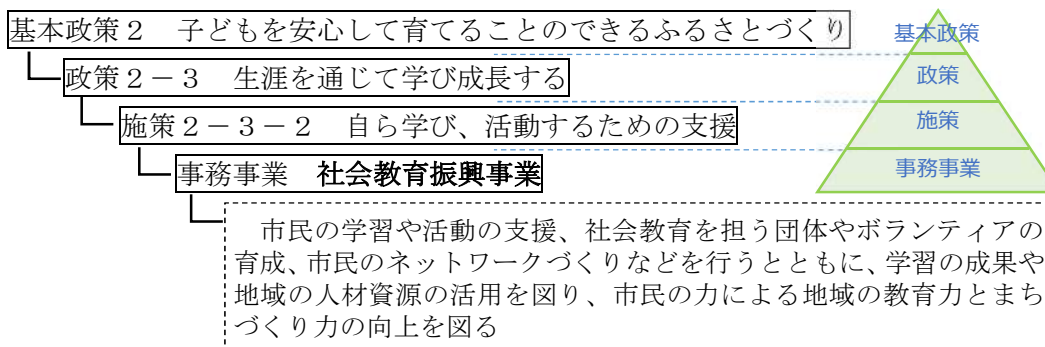 基本政策２　子どもを安心して育てることのできるふるさとづくり
政策２－３　生涯を通じて学び成長する
施策２－３－２　自ら学び、活動するための支援
事務事業　社会教育振興事業
市民の学習や活動の支援、社会教育を担う団体やボランティアの
育成、市民のネットワークづくりなどを行うとともに、学習の成果や
地域の人材資源の活用を図り、市民の力による地域の教育力とまち
づくり力の向上を図る
基本政策
政策
施策
事務事業